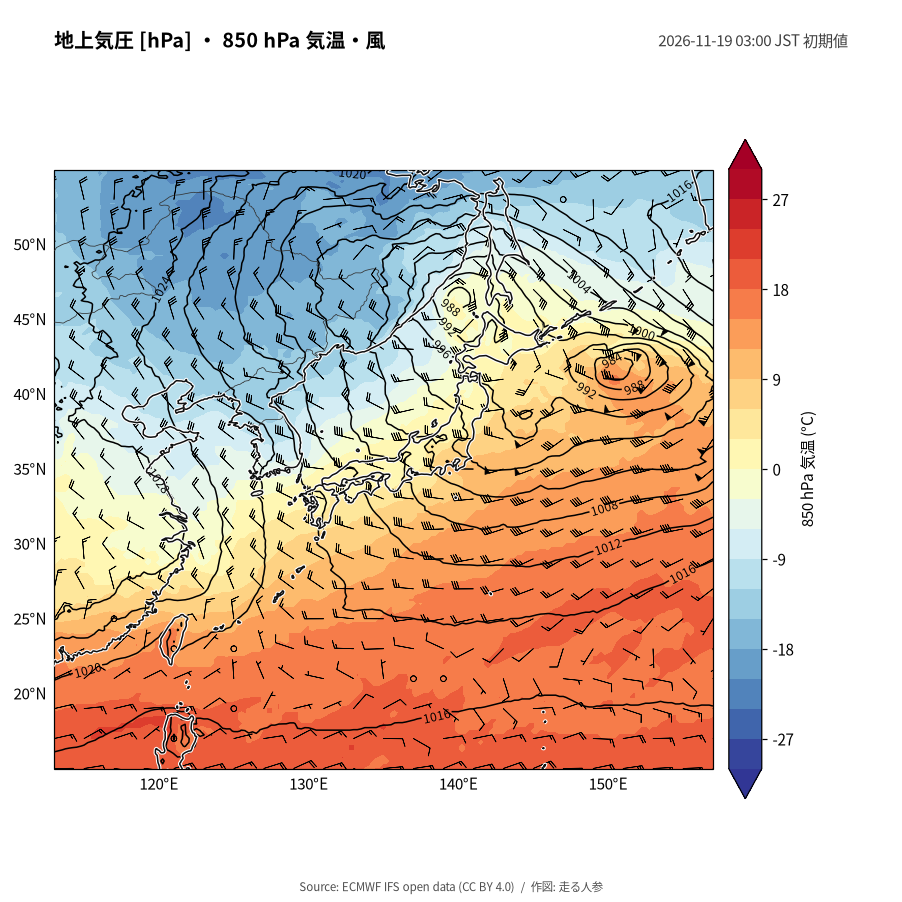 地上気圧 [hPa] ・ 850 hPa 気温・風
2026-11-19 03:00 JST 初期値
1020
1016
1024
1004
988
992
996
1000
984
988
992
1028
1008
1012
1016
1020
1016
50°N
45°N
40°N
35°N
30°N
25°N
20°N
120°E
130°E
140°E
150°E
27
18
9
0
-9
-18
-27
850 hPa 気温 (°C)
Source: ECMWF IFS open data (CC BY 4.0) / 作図: 走る人参